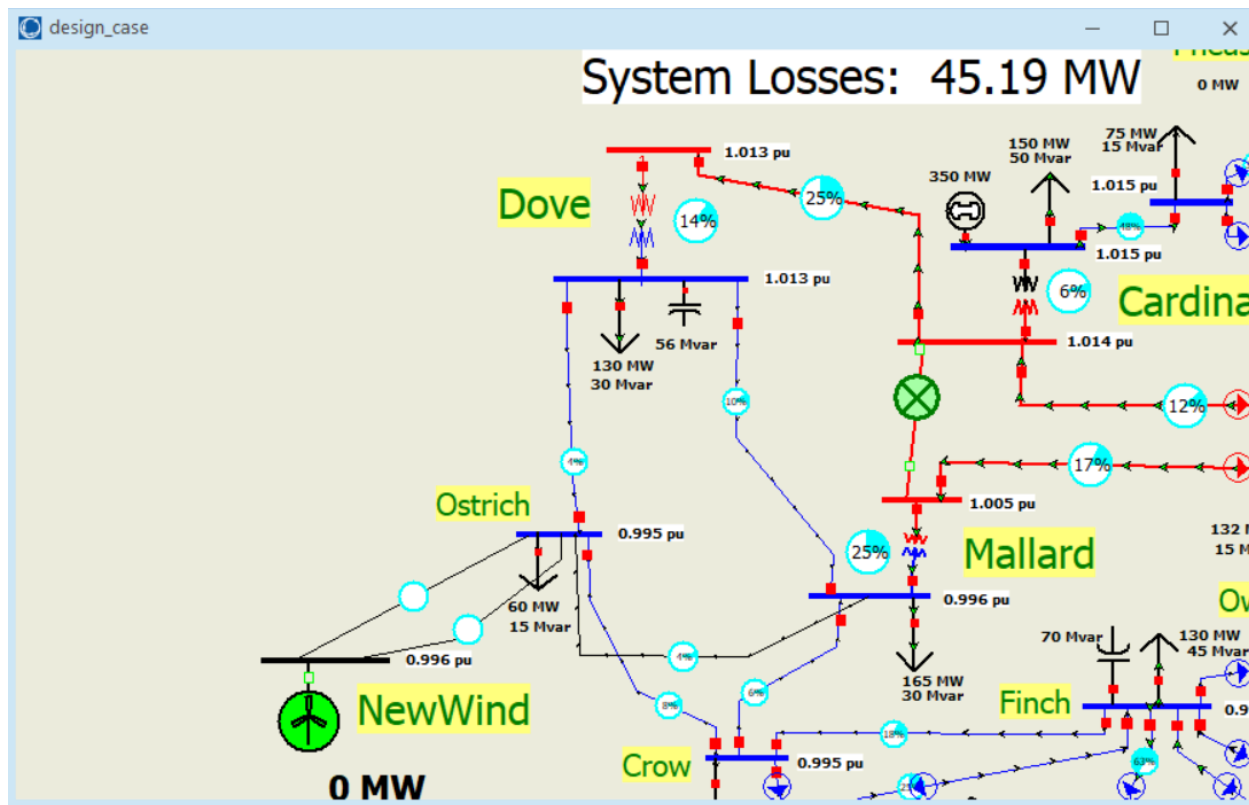 design_case
System Losses: 45.19 MW
0 MW
75 MW
15 Mvar
150 MW
50 Mvar
350 MW
1.013 pu
1.015 pu
Dove
25%
14%
48%
1.015 pu
1.013 pu
6%
Cardina
56 Mvar
1.014 pu
130 MW
30 Mvar
10%
12%
4%
17%
Ostrich
1.005 pu
0.995 pu
132
15 M
25%
Mallard
60 MW
15 Mvar
0.996 pu
Ow
70 Mvar
130 MW
45 Mvar
4%
0.996 pu
165 MW
30 Mvar
6%
NewWind
8%
Finch
0.9
18%
Crow
0.995 pu
63%
0 MW